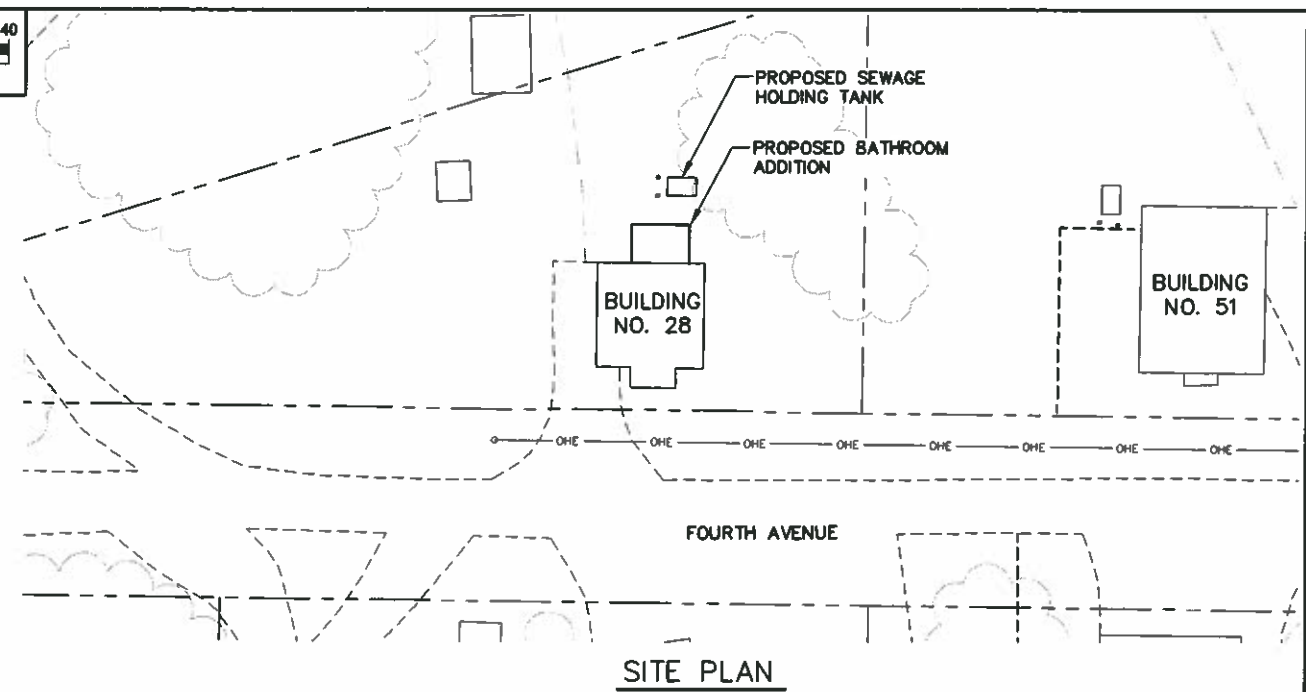 40
PROPOSED SEWAGE
HOLDING TANK
PROPOSED BATHROOM
ADDITION
BUILDING
NO. 28
BUILDING
NO. 51
OHE OHE OHE OHE OHE OHE OHE OHE
FOURTH AVENUE
SITE PLAN